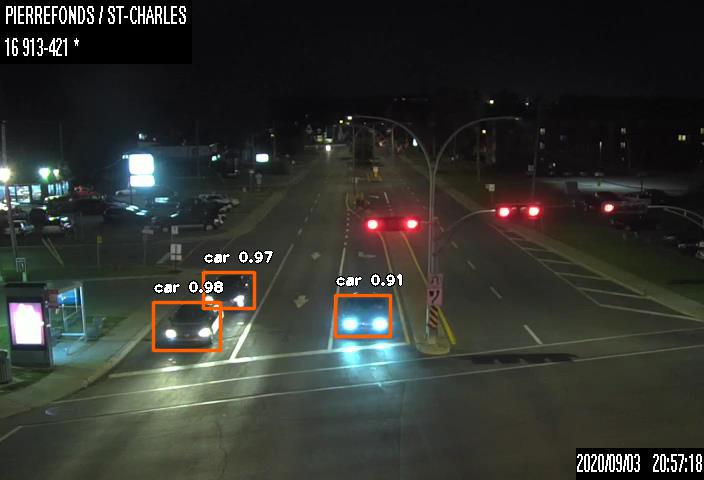 PIERREFONDS / ST-CHARLES
16 913-421 *
car 0.97
car 0.98
car 0.91
2020/09/03 20:57:18